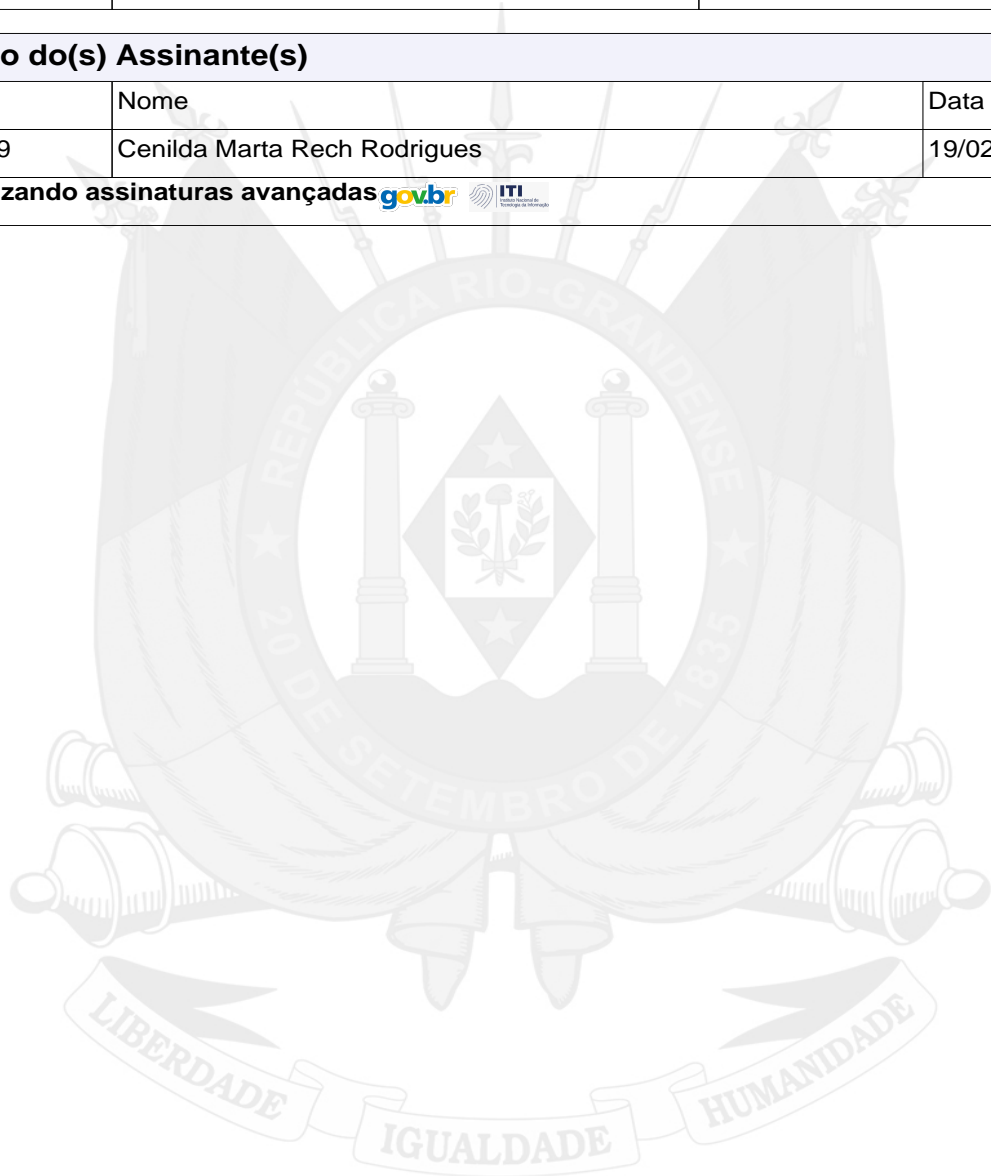 o do(s) Assinante(s)
Nome Data
9 Cenilda Marta Rech Rodrigues 19/02
zando assinaturas avançadas gov.br ITI
REPÚBLICA RIO-GRANDENSE
20 DE SETEMBRO DE 1835
LIBERDADE IGUALDADE HUMANIDADE